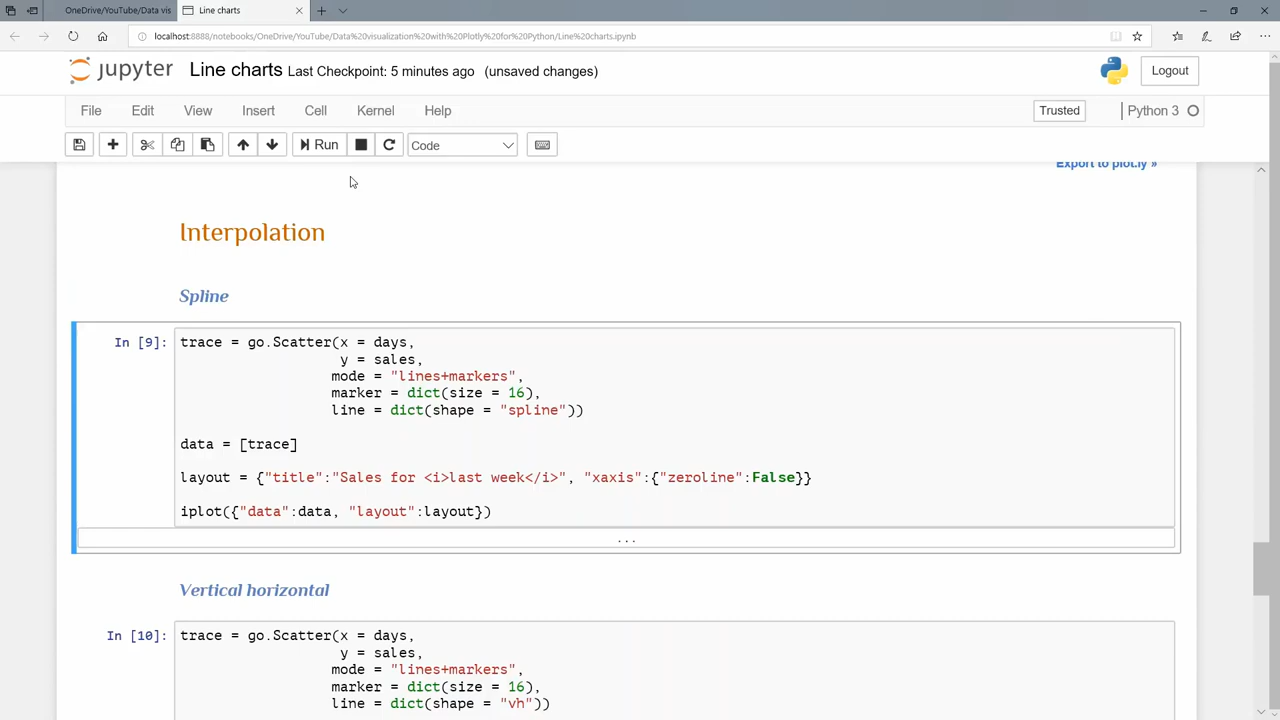 OneDrive/YouTube/Data vis
Line charts
localhost:8888/notebooks/OneDrive/YouTube/Data%20visualization%20with%20Plotly%20for%20Python/Line%20charts.ipynb
jupyter Line charts Last Checkpoint: 5 minutes ago (unsaved changes)
Logout
File Edit View Insert Cell Kernel Help
Trusted Python 3
Run Code
Export to plot.ly »
Interpolation
Spline
In [9]: trace = go.Scatter(x = days,
y = sales,
mode = "lines+markers",
marker = dict(size = 16),
line = dict(shape = "spline"))
data = [trace]
layout = {"title":"Sales for <i>last week</i>", "xaxis":{"zeroline":False}}
iplot({"data":data, "layout":layout})
...
Vertical horizontal
In [10]: trace = go.Scatter(x = days,
y = sales,
mode = "lines+markers",
marker = dict(size = 16),
line = dict(shape = "vh"))